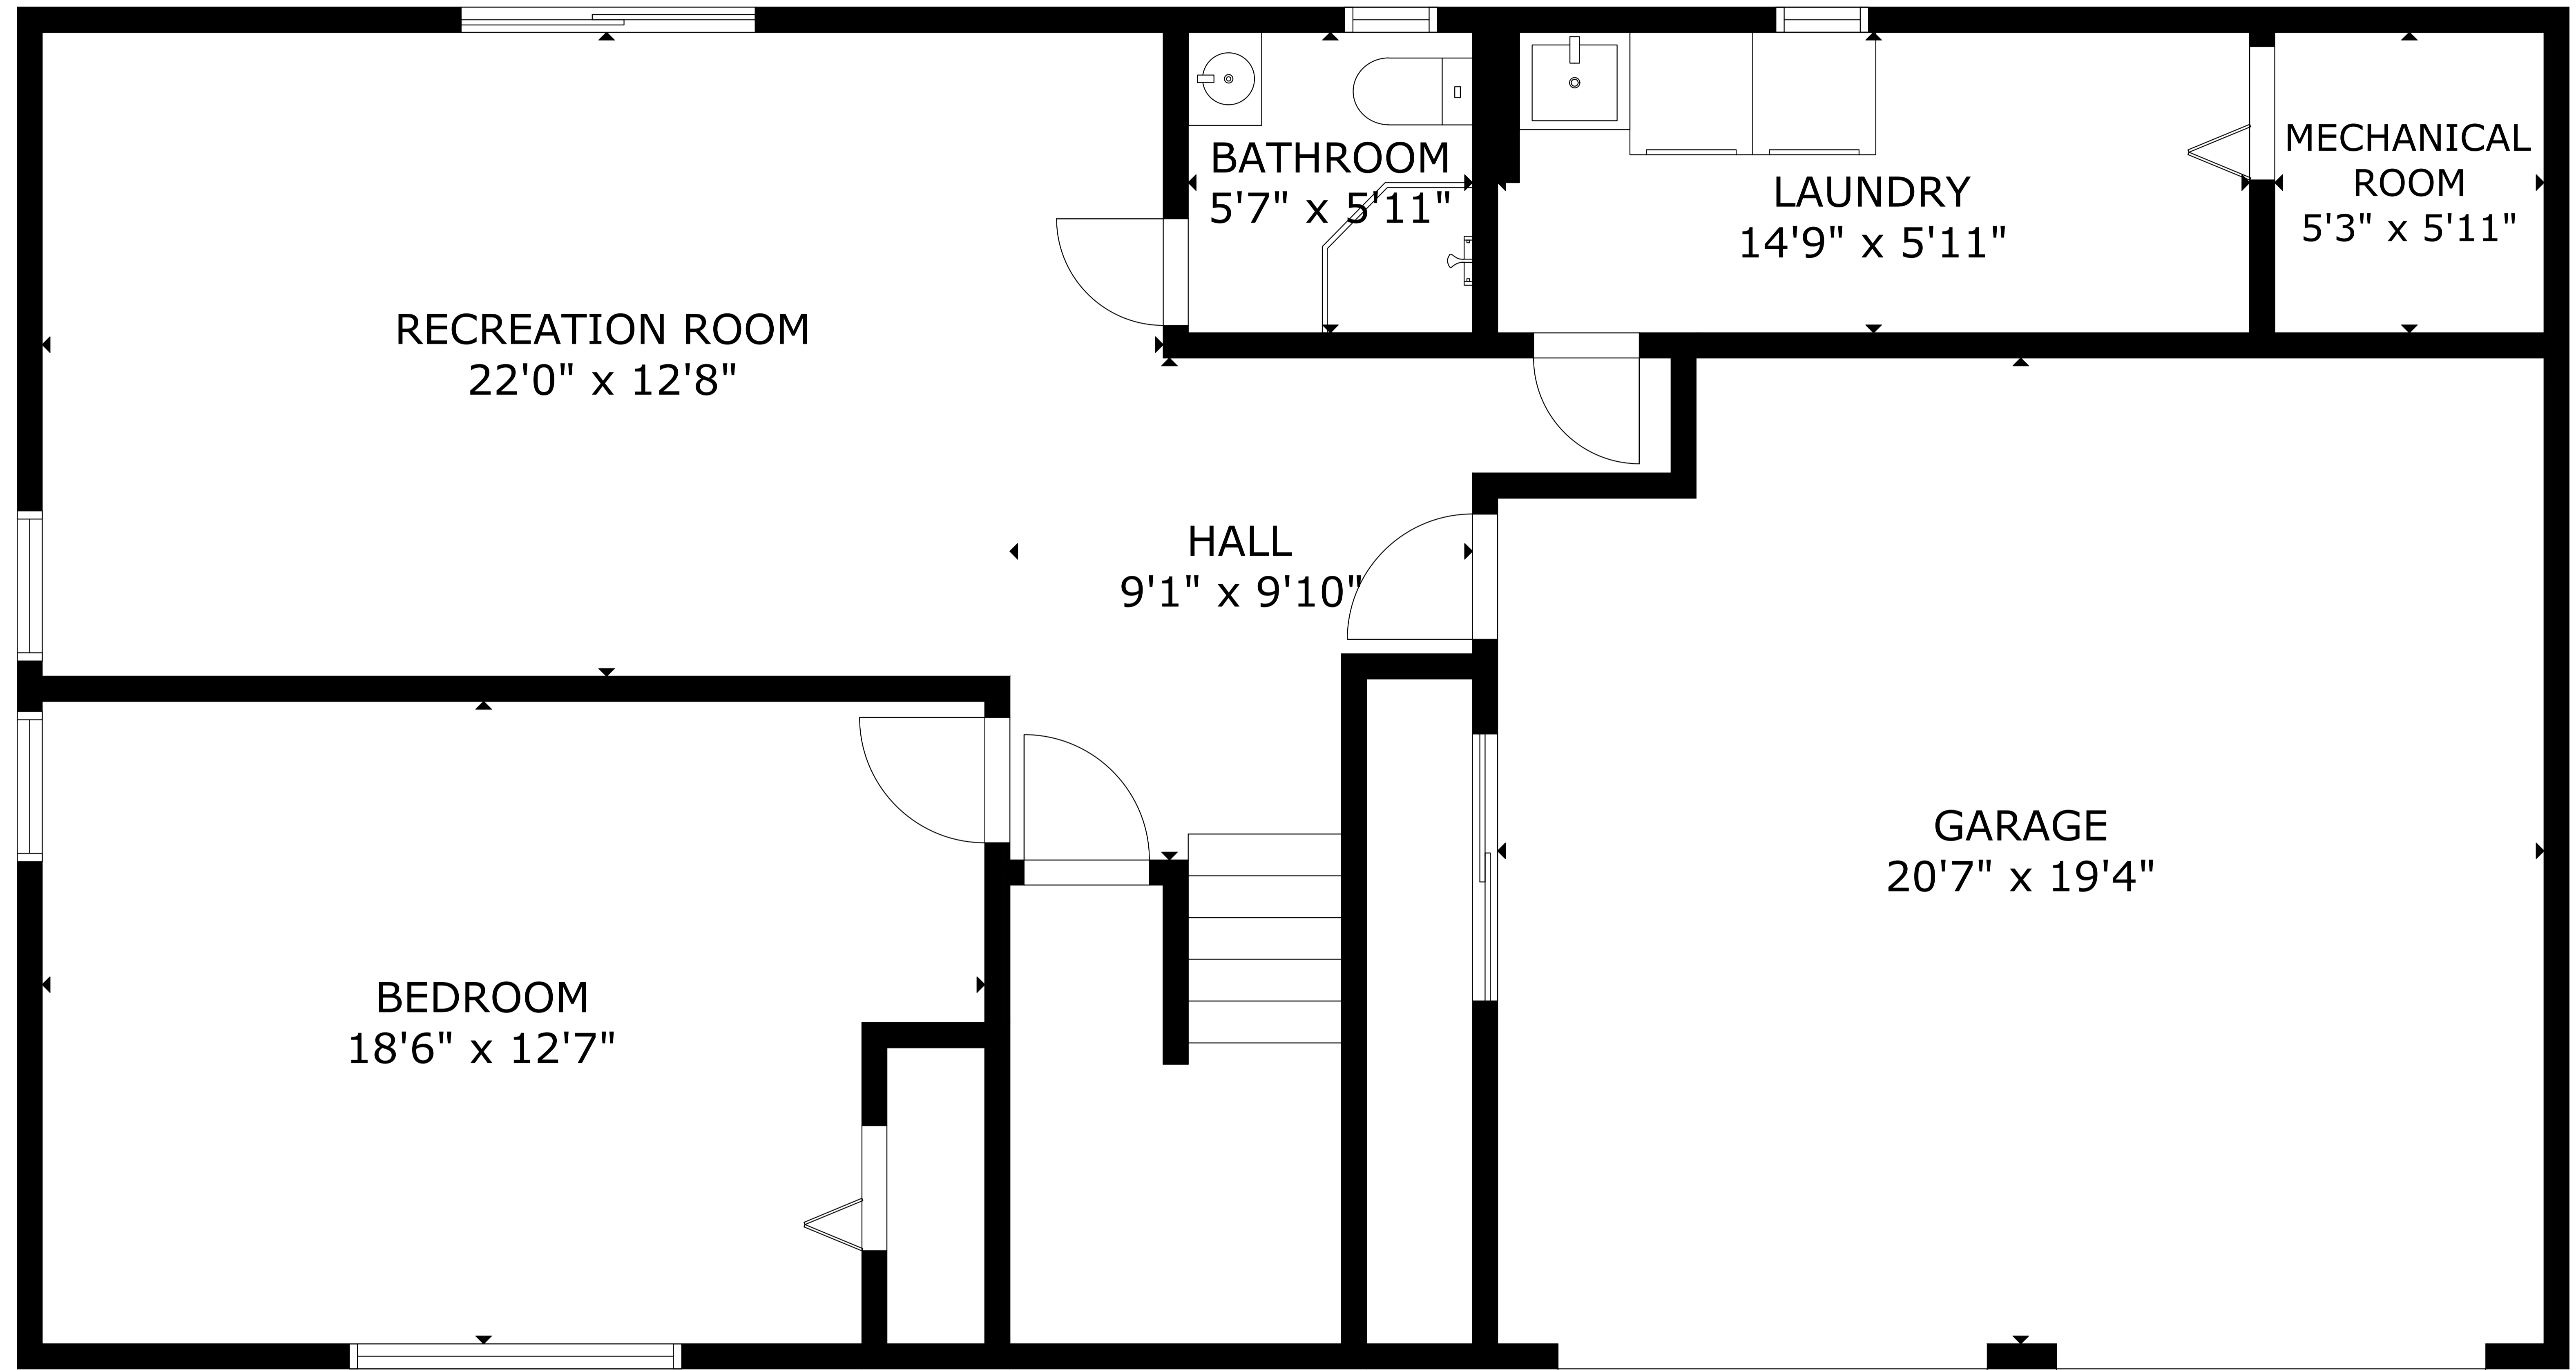 BATHROOM
5'7" x 5'11"
LAUNDRY
14'9" x 5'11"
MECHANICAL
ROOM
5'3" x 5'11"
RECREATION ROOM
22'0" x 12'8"
HALL
9'1" x 9'10"
GARAGE
20'7" x 19'4"
BEDROOM
18'6" x 12'7"